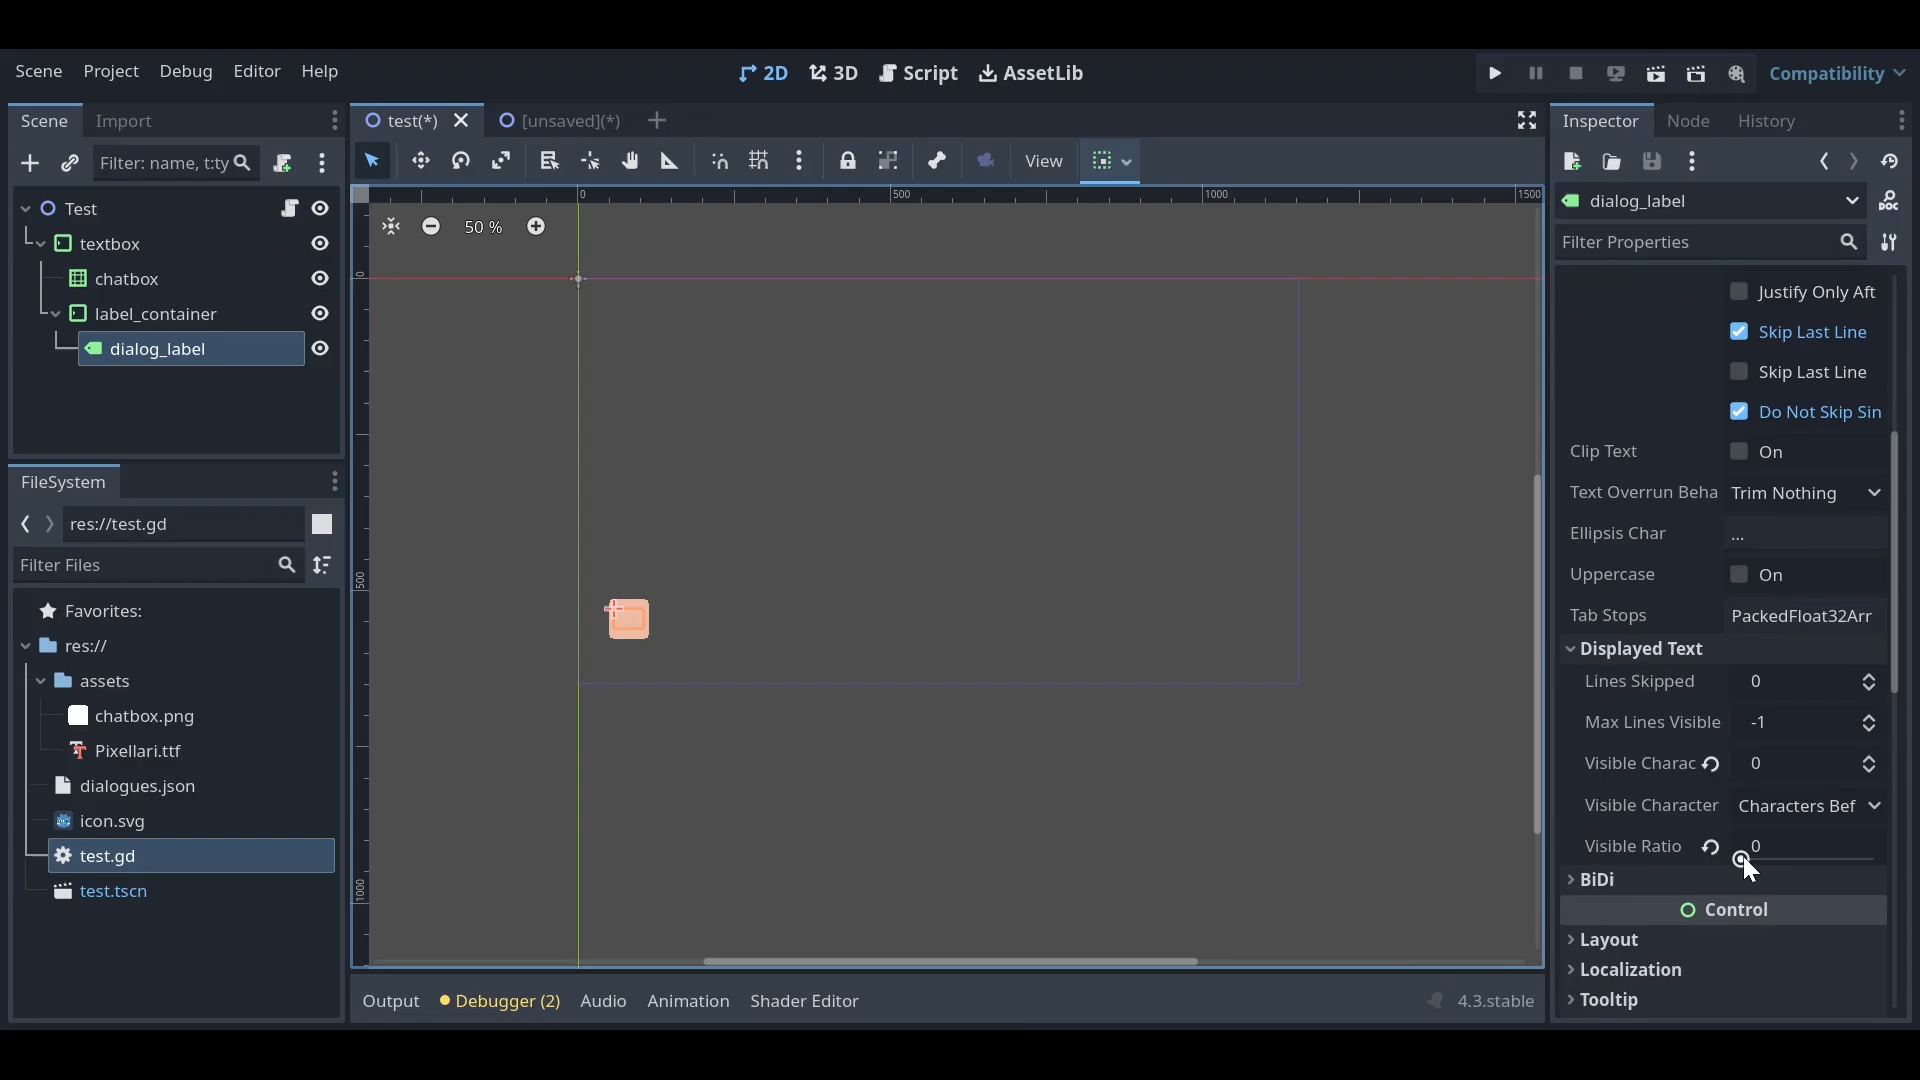 Scene Project Debug Editor Help
2D 3D Script AssetLib
Compatibility
Scene Import
Filter: name, t:ty
Test
textbox
chatbox
label_container
dialog_label
FileSystem
res://test.gd
Filter Files
Favorites:
res://
assets
chatbox.png
Pixellari.ttf
dialogues.json
icon.svg
test.gd
test.tscn
test(*) [unsaved](*)
View
0 500 1000 1500
50 %
0
500
1000
Output Debugger (2) Audio Animation Shader Editor
4.3.stable
Inspector Node History
dialog_label
DOC
Filter Properties
Justify Only Aft
Skip Last Line
Skip Last Line
Do Not Skip Sin
Clip Text On
Text Overrun Beha Trim Nothing
Ellipsis Char ...
Uppercase On
Tab Stops PackedFloat32Arr
Displayed Text
Lines Skipped 0
Max Lines Visible -1
Visible Charac 0
Visible Character Characters Bef
Visible Ratio 0
BiDi
Control
Layout
Localization
Tooltip